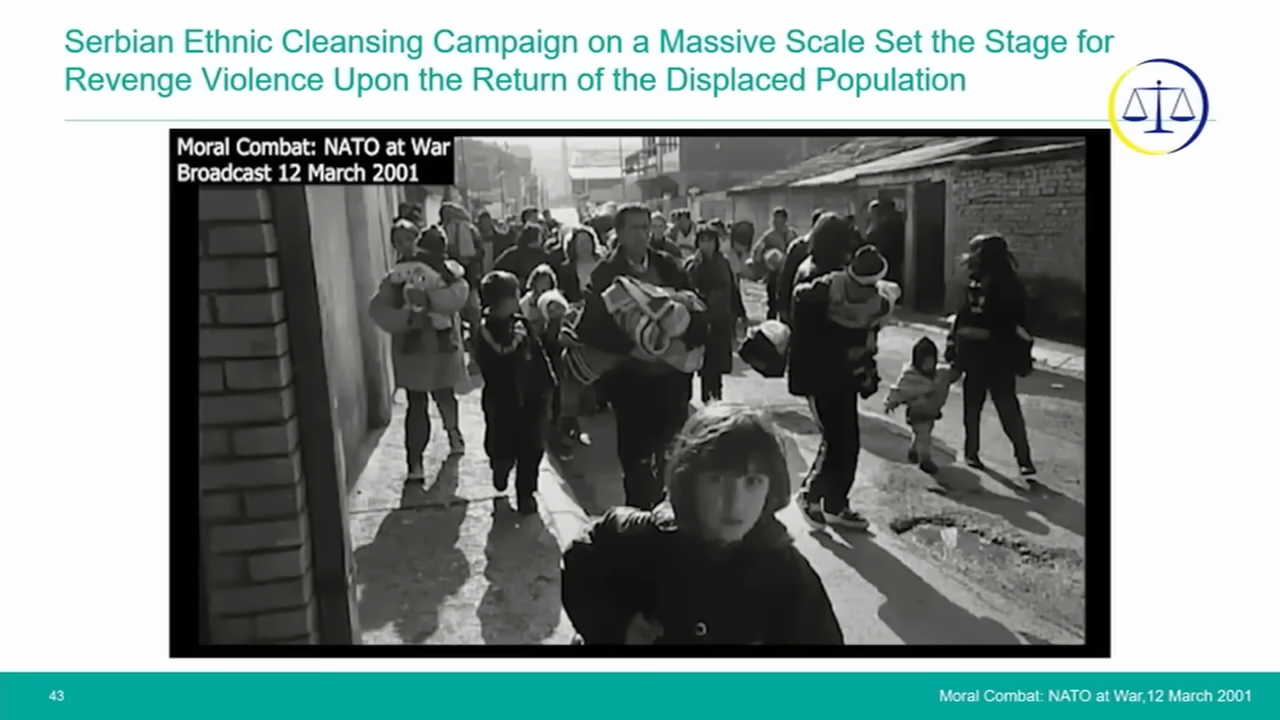 Serbian Ethnic Cleansing Campaign on a Massive Scale Set the Stage for
Revenge Violence Upon the Return of the Displaced Population
Moral Combat: NATO at War
Broadcast 12 March 2001
43
Moral Combat: NATO at War,12 March 2001